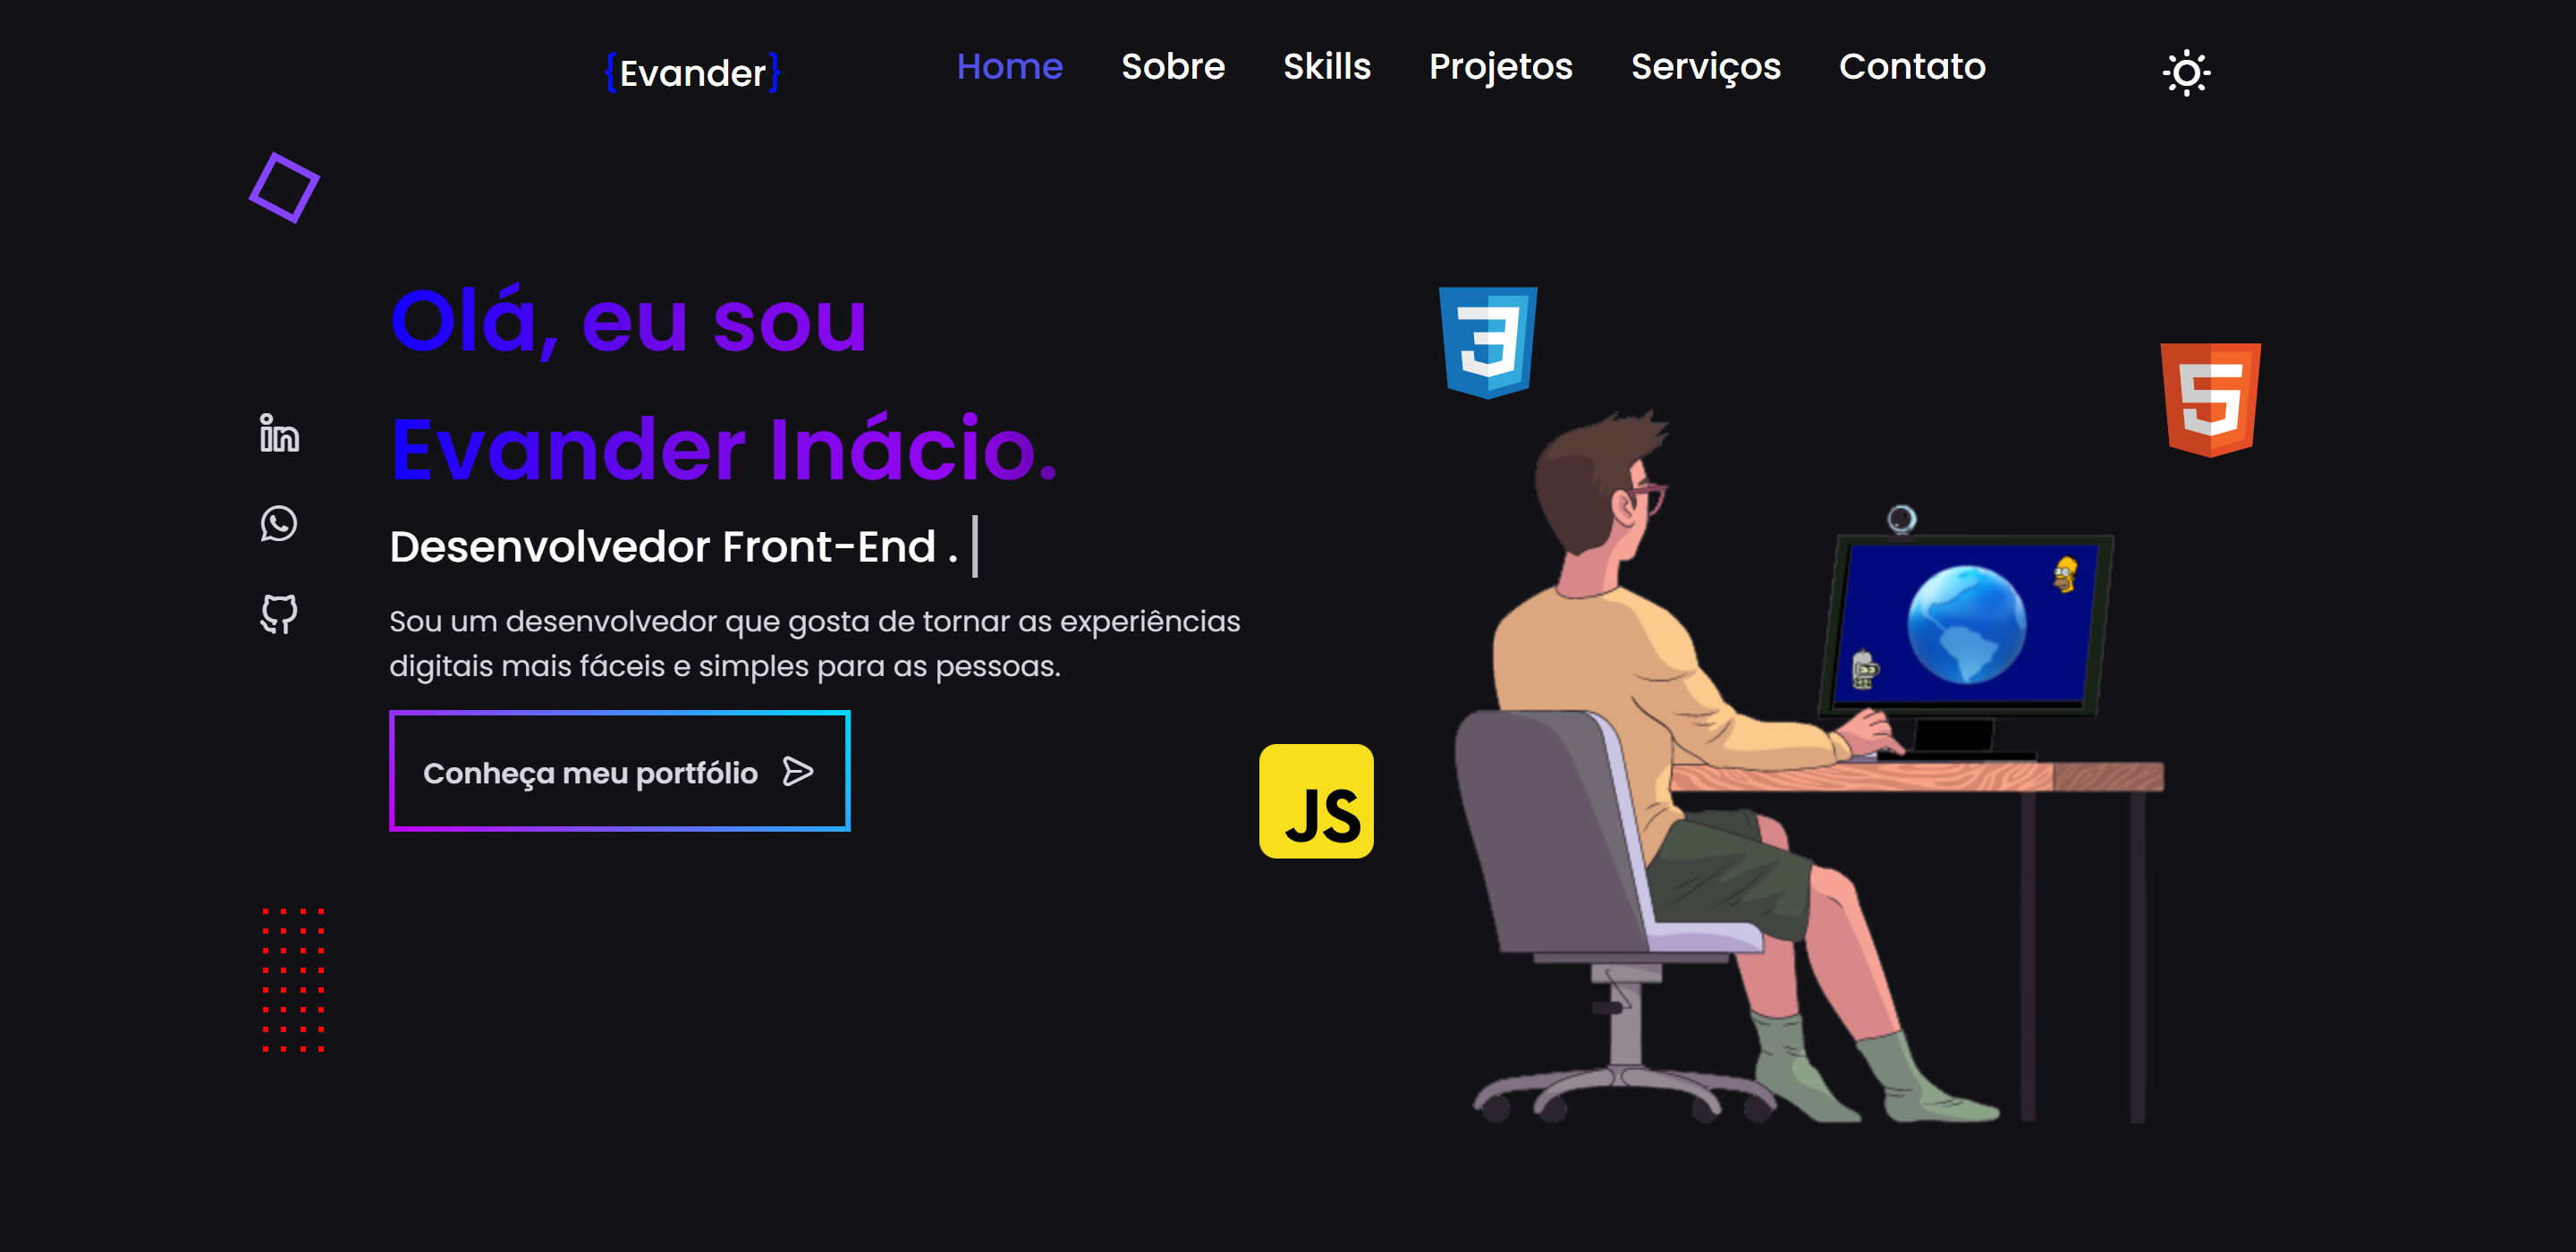 {Evander}
Home Sobre Skills Projetos Serviços Contato
Olá, eu sou
Evander Inácio.
Desenvolvedor Front-End .
Sou um desenvolvedor que gosta de tornar as experiências
digitais mais fáceis e simples para as pessoas.
Conheça meu portfólio
3
5
JS
in